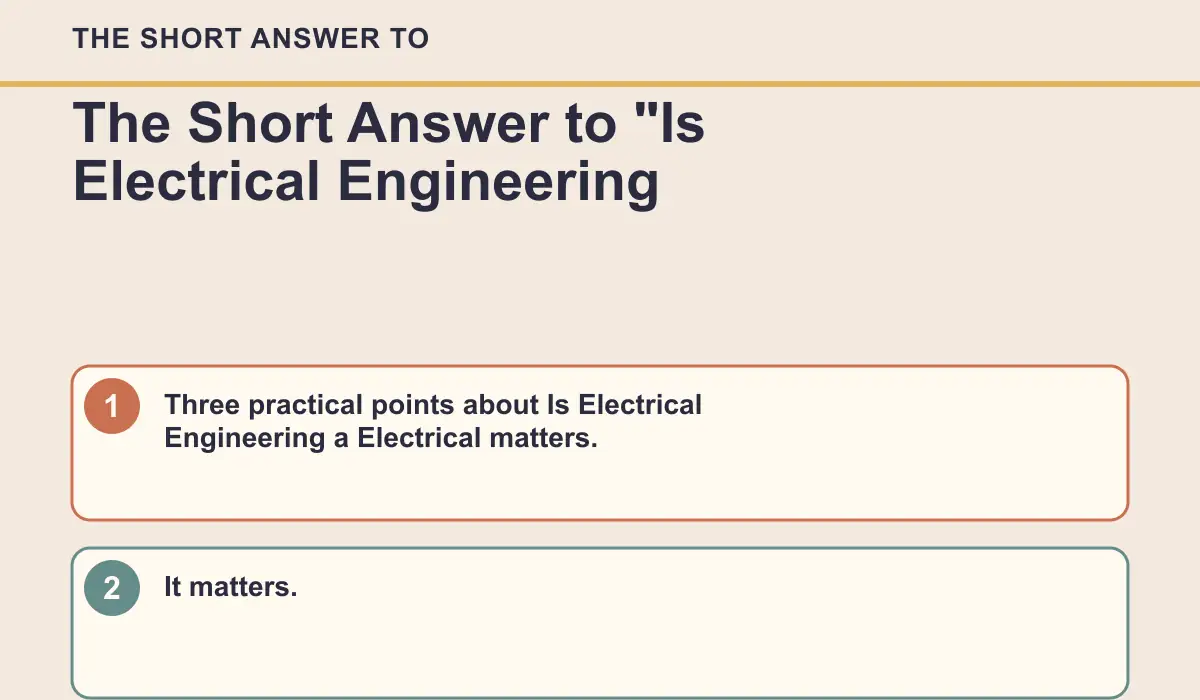 THE SHORT ANSWER TO
The Short Answer to "Is
Electrical Engineering
1
Three practical points about Is Electrical
Engineering a Electrical matters.
2
It matters.